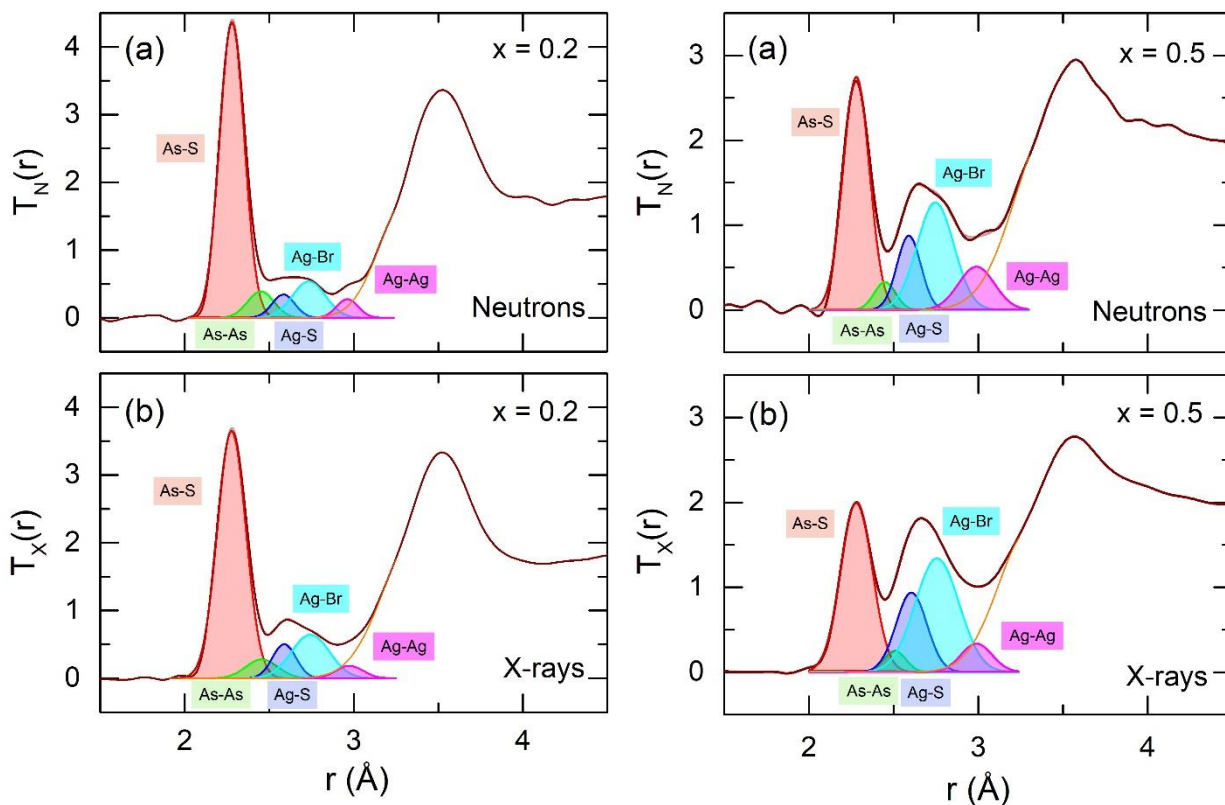 (a)
x = 0.2
4
3
2
1
0
T_N(r)
As-S
Ag-Br
Ag-Ag
As-As
Ag-S
Neutrons
(b)
x = 0.2
4
3
2
1
0
T_X(r)
As-S
Ag-Br
Ag-Ag
As-As
Ag-S
X-rays
2
3
4
r (Å)
(a)
x = 0.5
3
2
1
0
T_N(r)
As-S
Ag-Br
Ag-Ag
As-As
Ag-S
Neutrons
(b)
x = 0.5
3
2
1
0
T_X(r)
As-S
Ag-Br
Ag-Ag
As-As
Ag-S
X-rays
2
3
4
r (Å)